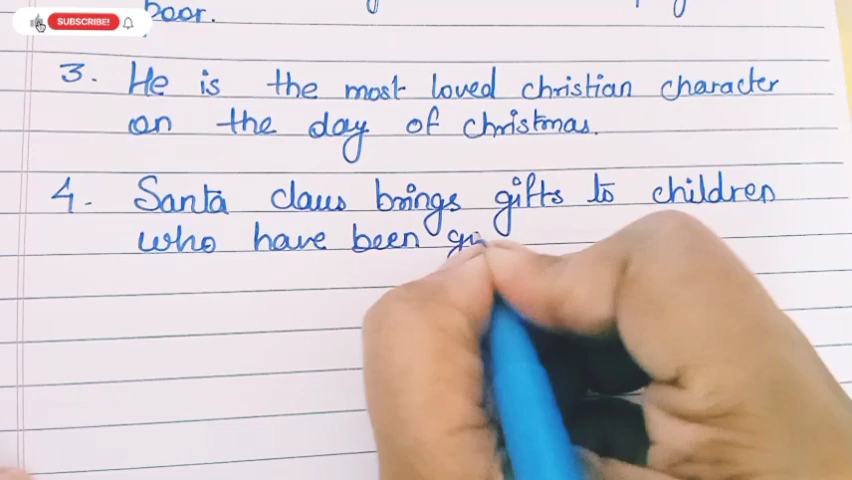 SUBSCRIBE!
poor.
3. He is the most loved christian character
on the day of christmas.
4. Santa claus brings gifts to children
who have been